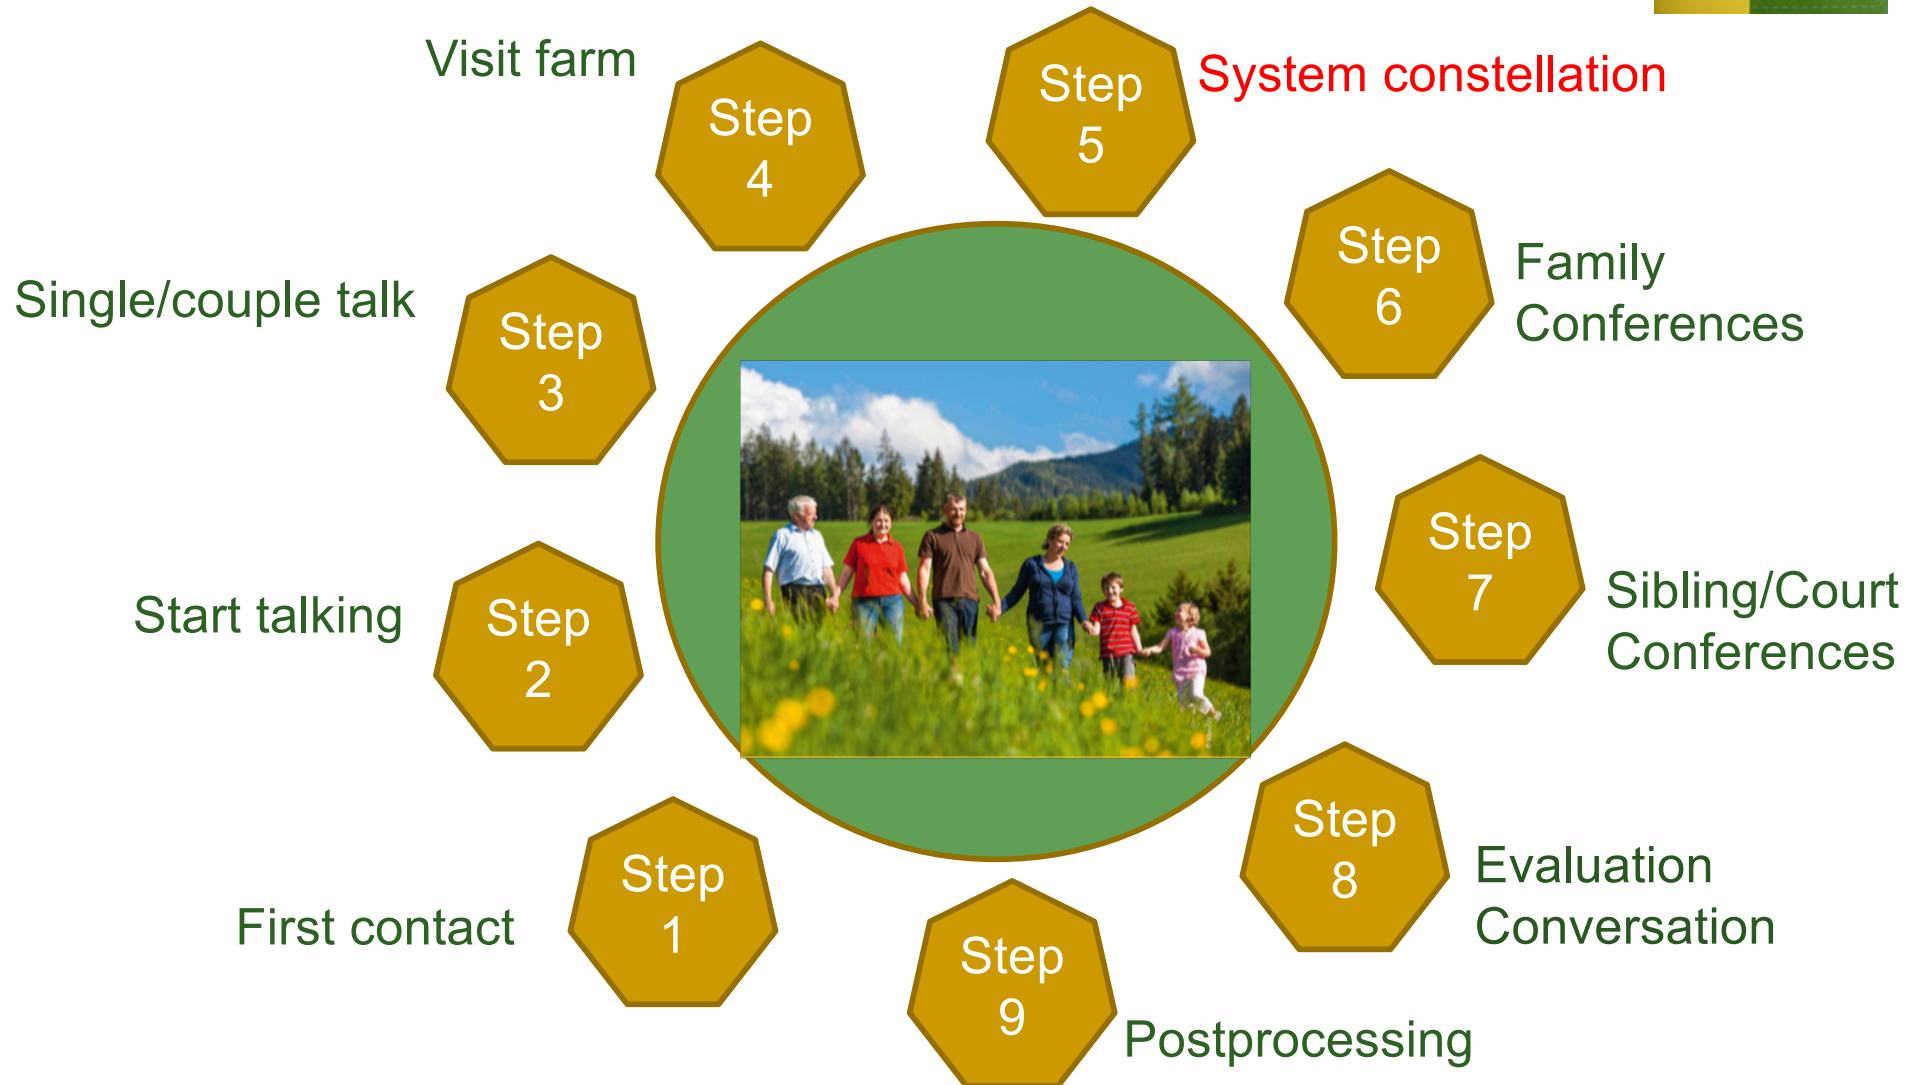 Step
1
First contact
Step
2
Start talking
Step
3
Single/couple talk
Step
4
Visit farm
Step
5
System constellation
Step
6
Family
Conferences
Step
7
Sibling/Court
Conferences
Step
8
Evaluation
Conversation
Step
9
Postprocessing